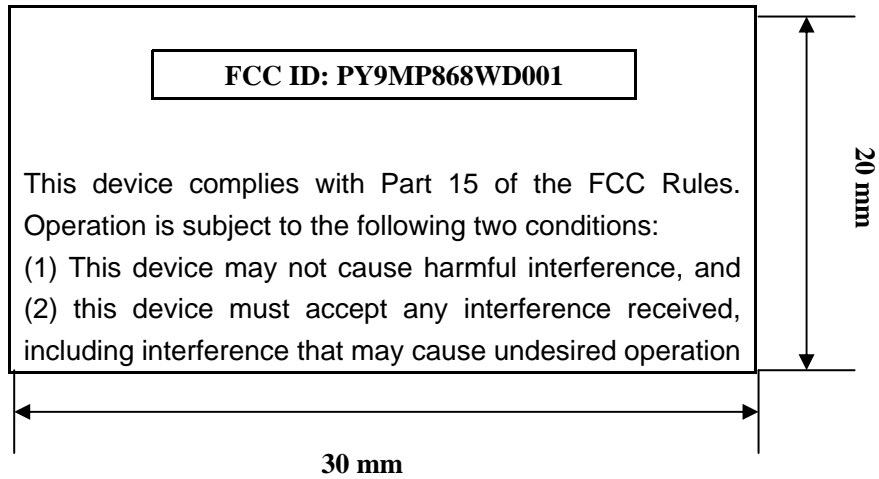 FCC ID: PY9MP868WD001
This device complies with Part 15 of the FCC Rules.
Operation is subject to the following two conditions:
(1) This device may not cause harmful interference, and
(2) this device must accept any interference received,
including interference that may cause undesired operation
20 mm
30 mm